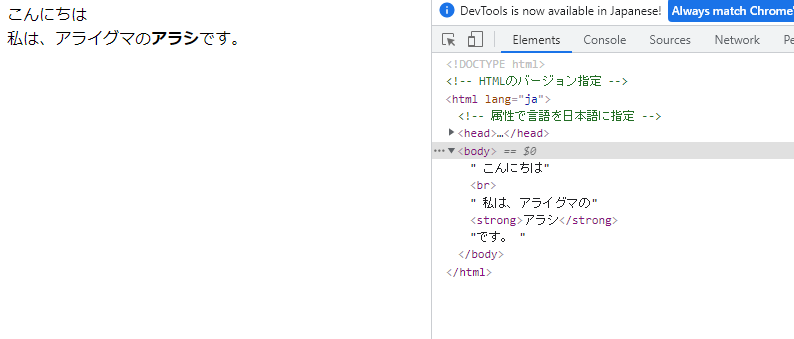 こんにちは
私は、アライグマのアラシです。
DevTools is now available in Japanese!
Always match Chrome'
Elements
Console
Sources
Network
Pe
<!DOCTYPE html>
<!-- HTMLのバージョン指定 -->
<html lang="ja">
<!-- 属性で言語を日本語に指定 -->
<head>…</head>
<body> == $0
" こんにちは"
<br>
" 私は、アライグマの"
<strong>アラシ</strong>
"です。 "
</body>
</html>